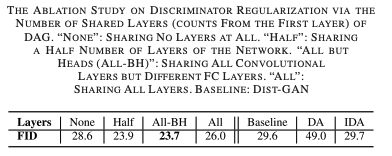 THE ABLATION STUDY ON DISCRIMINATOR REGULARIZATION VIA THE
NUMBER OF SHARED LAYERS (COUNTS FROM THE FIRST LAYER) OF
DAG. “NONE”: SHARING NO LAYERS AT ALL. “HALF”: SHARING
A HALF NUMBER OF LAYERS OF THE NETWORK. “ALL BUT
HEADS (ALL-BH)”: SHARING ALL CONVOLUTIONAL
LAYERS BUT DIFFERENT FC LAYERS. “ALL”:
SHARING ALL LAYERS. BASELINE: DIST-GAN
Layers None Half All-BH All Baseline DA IDA
FID 28.6 23.9 23.7 26.0 29.6 49.0 29.7